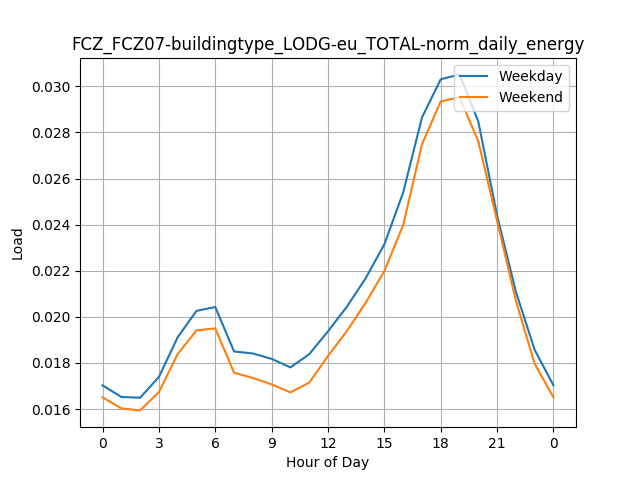 FCZ_FCZ07-buildingtype_LODG-eu_TOTAL-norm_daily_energy
Weekday
Weekend
0.030
0.028
0.026
0.024
0.022
0.020
0.018
0.016
Load
0 3 6 9 12 15 18 21 0
Hour of Day